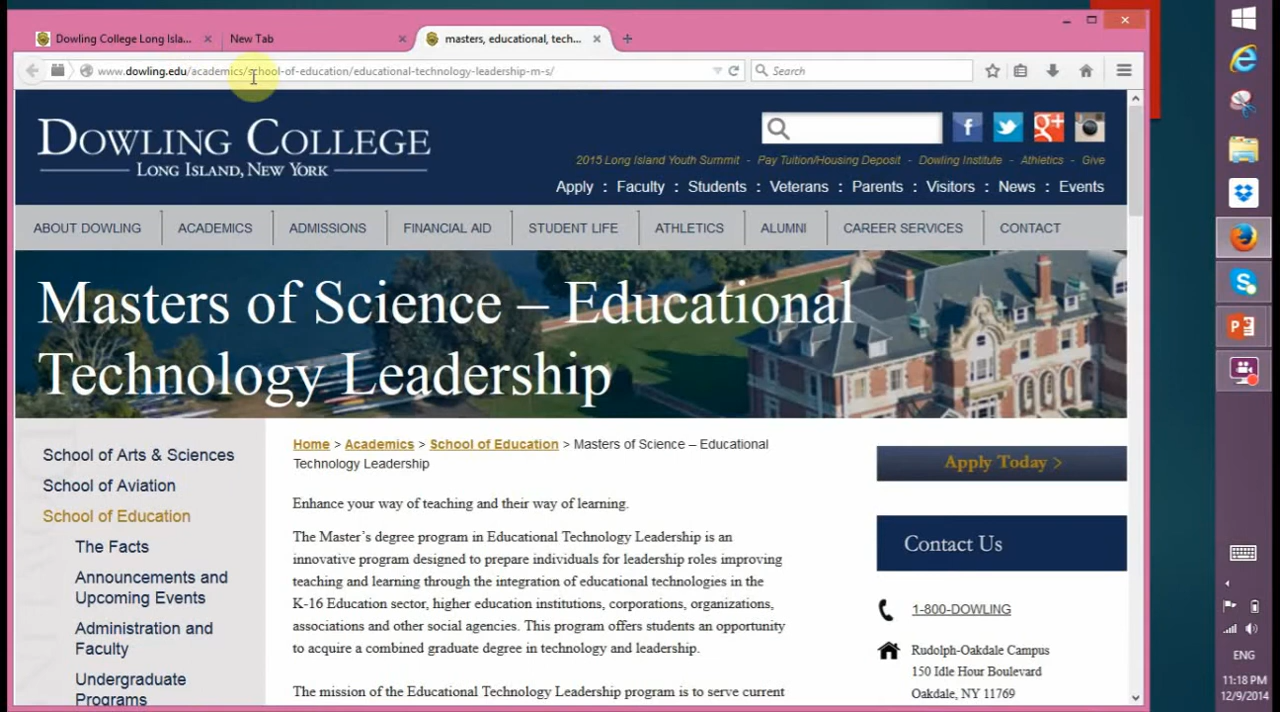 Dowling College Long Isla...
New Tab
masters, educational, tech...
www.dowling.edu/academics/school-of-education/educational-technology-leadership-m-s/
Search
DOWLING COLLEGE
LONG ISLAND, NEW YORK
2015 Long Island Youth Summit - Pay Tuition/Housing Deposit - Dowling Institute - Athletics - Give
Apply : Faculty : Students : Veterans : Parents : Visitors : News : Events
ABOUT DOWLING
ACADEMICS
ADMISSIONS
FINANCIAL AID
STUDENT LIFE
ATHLETICS
ALUMNI
CAREER SERVICES
CONTACT
Masters of Science – Educational
Technology Leadership
School of Arts & Sciences
School of Aviation
School of Education
The Facts
Announcements and
Upcoming Events
Administration and
Faculty
Undergraduate
Programs
Home > Academics > School of Education > Masters of Science – Educational
Technology Leadership
Enhance your way of teaching and their way of learning.
The Master´s degree program in Educational Technology Leadership is an
innovative program designed to prepare individuals for leadership roles improving
teaching and learning through the integration of educational technologies in the
K-16 Education sector, higher education institutions, corporations, organizations,
associations and other social agencies. This program offers students an opportunity
to acquire a combined graduate degree in technology and leadership.
The mission of the Educational Technology Leadership program is to serve current
Apply Today >
Contact Us
1-800-DOWLING
Rudolph-Oakdale Campus
150 Idle Hour Boulevard
Oakdale, NY 11769
ENG
11:18 PM
12/9/2014